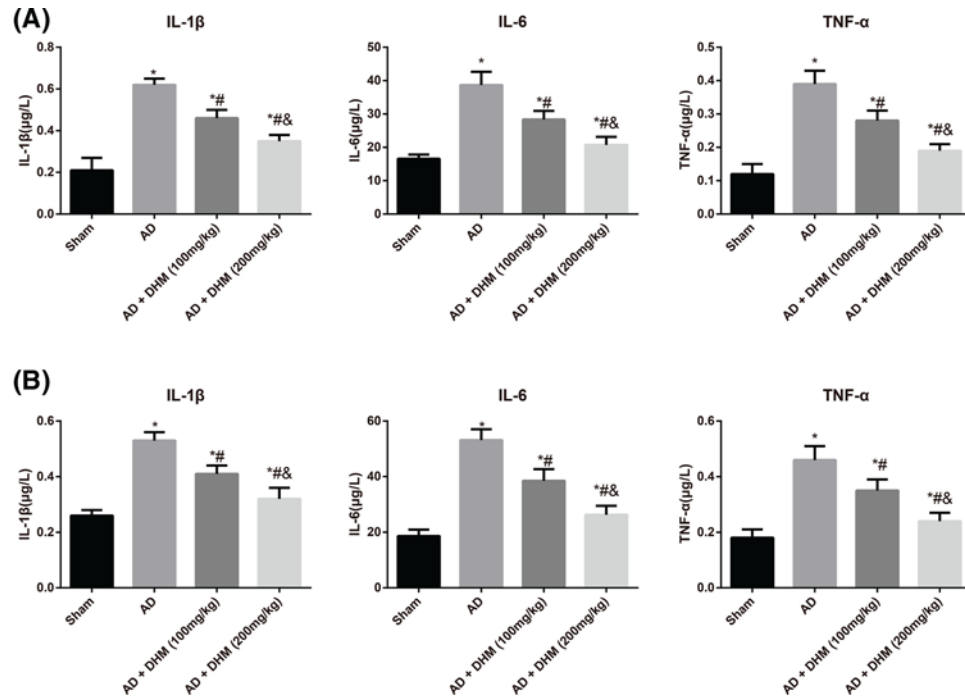 (A)
IL-1β
IL-1β(µg/L)
0.8
0.6
0.4
0.2
0.0
*
*#
*#&
Sham
AD
AD + DHM (100mg/kg)
AD + DHM (200mg/kg)
IL-6
IL-6(µg/L)
50
40
30
20
10
0
*
*#
*#&
Sham
AD
AD + DHM (100mg/kg)
AD + DHM (200mg/kg)
TNF-α
TNF-α(µg/L)
0.5
0.4
0.3
0.2
0.1
0.0
*
*#
*#&
Sham
AD
AD + DHM (100mg/kg)
AD + DHM (200mg/kg)
(B)
IL-1β
IL-1β(µg/L)
0.6
0.4
0.2
0.0
*
*#
*#&
Sham
AD
AD + DHM (100mg/kg)
AD + DHM (200mg/kg)
IL-6
IL-6(µg/L)
60
40
20
0
*
*#
*#&
Sham
AD
AD + DHM (100mg/kg)
AD + DHM (200mg/kg)
TNF-α
TNF-α(µg/L)
0.6
0.4
0.2
0.0
*
*#
*#&
Sham
AD
AD + DHM (100mg/kg)
AD + DHM (200mg/kg)